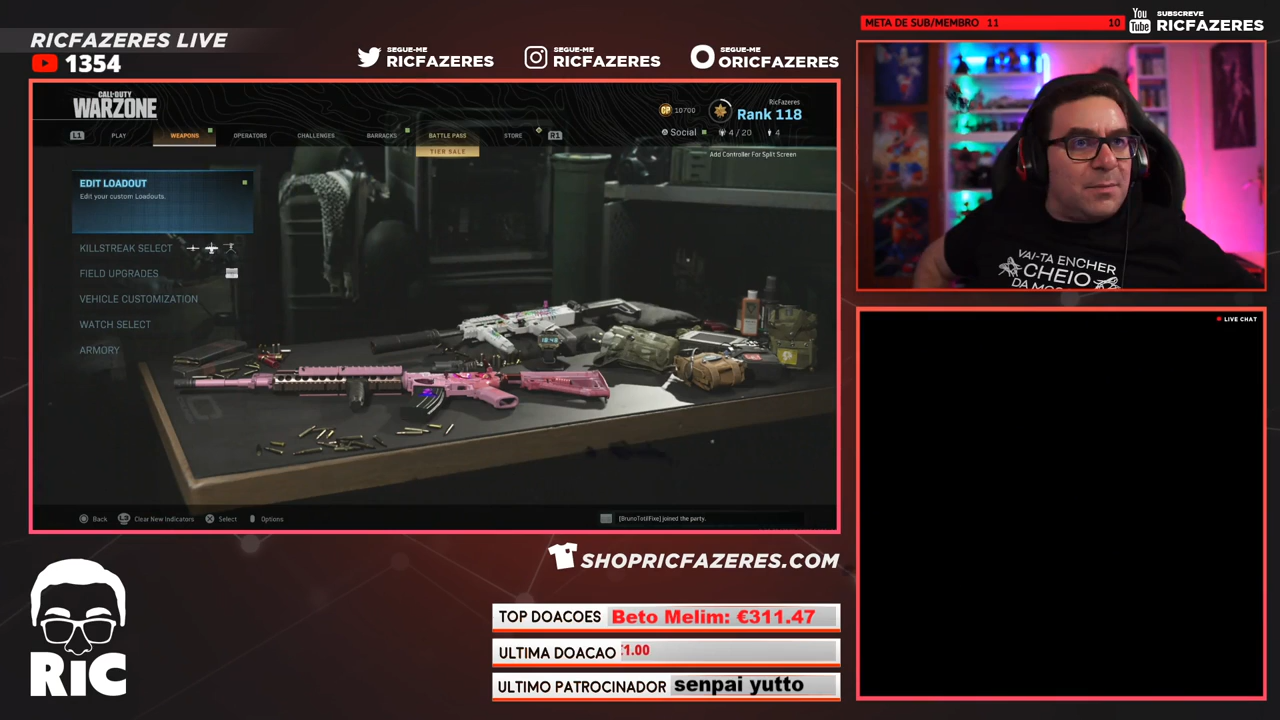 RICFAZERES LIVE
1354
SEGUE-ME
RICFAZERES
SEGUE-ME
RICFAZERES
SEGUE-ME
ORICFAZERES
META DE SUB/MEMBRO 11 10
You Tube
SUBSCREVE
RICFAZERES
CALL OF DUTY
WARZONE
CP 10700
RicFazeres
Rank 118
Social 4 / 20 4
Add Controller For Split Screen
L1 PLAY WEAPONS OPERATORS CHALLENGES BARRACKS BATTLE PASS STORE R1
TIER SALE
EDIT LOADOUT
Edit your custom Loadouts.
KILLSTREAK SELECT
FIELD UPGRADES
VEHICLE CUSTOMIZATION
WATCH SELECT
ARMORY
Back Clear New Indicators Select Options
[BrunoTotilFixe] joined the party.
VAI-TA ENCHER
CHEIO
LIVE CHAT
SHOPRICFAZERES.COM
RIC
TOP DOACOES Beto Melim: €311.47
ULTIMA DOACAO 1.00
ULTIMO PATROCINADOR senpai yutto